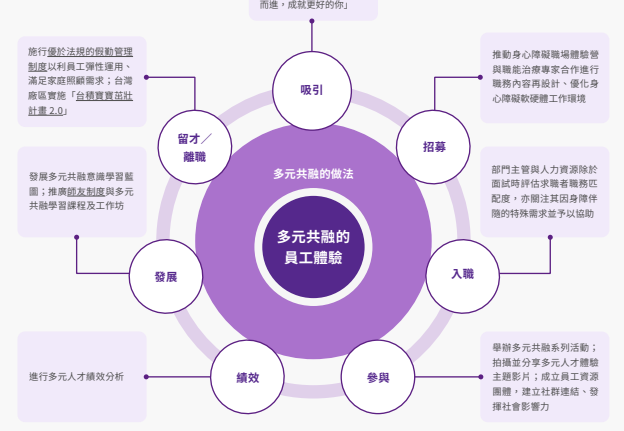 而進，成就更好的你」
吸引
推動身心障礙職場體驗營
與職能治療專家合作進行
職務內容再設計、優化身
心障礙軟硬體工作環境
招募
部門主管與人力資源除於
面試時評估求職者職務匹
配度，亦關注其因身障伴
隨的特殊需求並予以協助
入職
舉辦多元共融系列活動；
拍攝並分享多元人才體驗
主題影片；成立員工資源
團體，建立社群連結、發
揮社會影響力
參與
績效
進行多元人才績效分析
發展
發展多元共融意識學習藍
圖；推廣師友制度與多元
共融學習課程及工作坊
留才／
離職
施行優於法規的假勤管理
制度以利員工彈性運用、
滿足家庭照顧需求；台灣
廠區實施「台積寶寶茁壯
計畫 2.0」
多元共融的做法
多元共融的
員工體驗